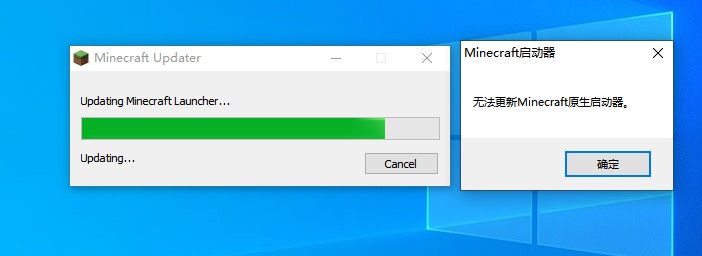 Minecraft Updater
Updating Minecraft Launcher...
Updating...
Cancel
Minecraft启动器
无法更新Minecraft原生启动器。
确定